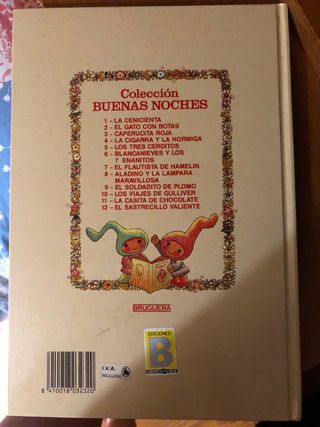 Colección
BUENAS NOCHES
1 - LA CENICIENTA
2 - EL GATO CON BOTAS
3 - CAPERUCITA ROJA
4 - LA CIGARRA Y LA HORMIGA
5 - LOS TRES CERDITOS
6 - BLANCANIEVES Y LOS
7 ENANITOS
7 - EL FLAUTISTA DE HAMELIN
8 - ALADINO Y LA LAMPARA
MARAVILLOSA
9 - EL SOLDADITO DE PLOMO
10 - LOS VIAJES DE GULLIVER
11 - LA CASITA DE CHOCOLATE
12 - EL SASTRECILLO VALIENTE
BRUGUERA
EDICIONES
B
I.V.A.
INCLUIDO
8 410018 032520